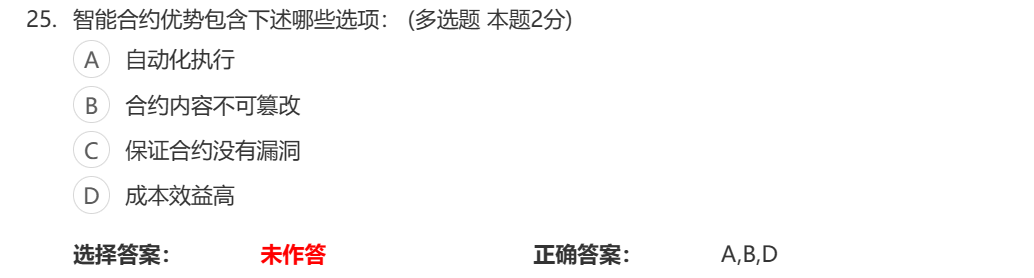 25. 智能合约优势包含下述哪些选项： (多选题 本题2分)
A 自动化执行
B 合约内容不可篡改
C 保证合约没有漏洞
D 成本效益高
选择答案： 未作答 正确答案： A,B,D